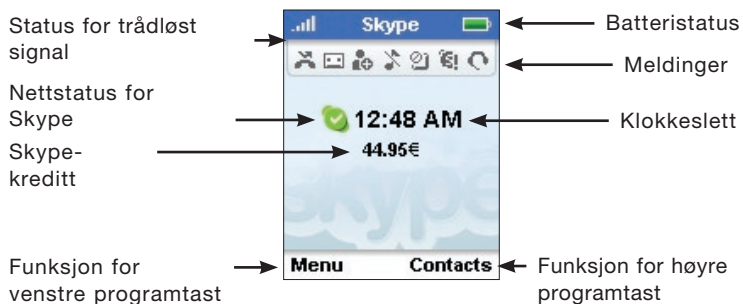 Status for trådløst
signal
Nettstatus for
Skype
Skype-
kreditt
Funksjon for
venstre programtast
Skype
12:48 AM
44.95€
skype
Menu
Contacts
Batteristatus
Meldinger
Klokkeslett
Funksjon for høyre
programtast